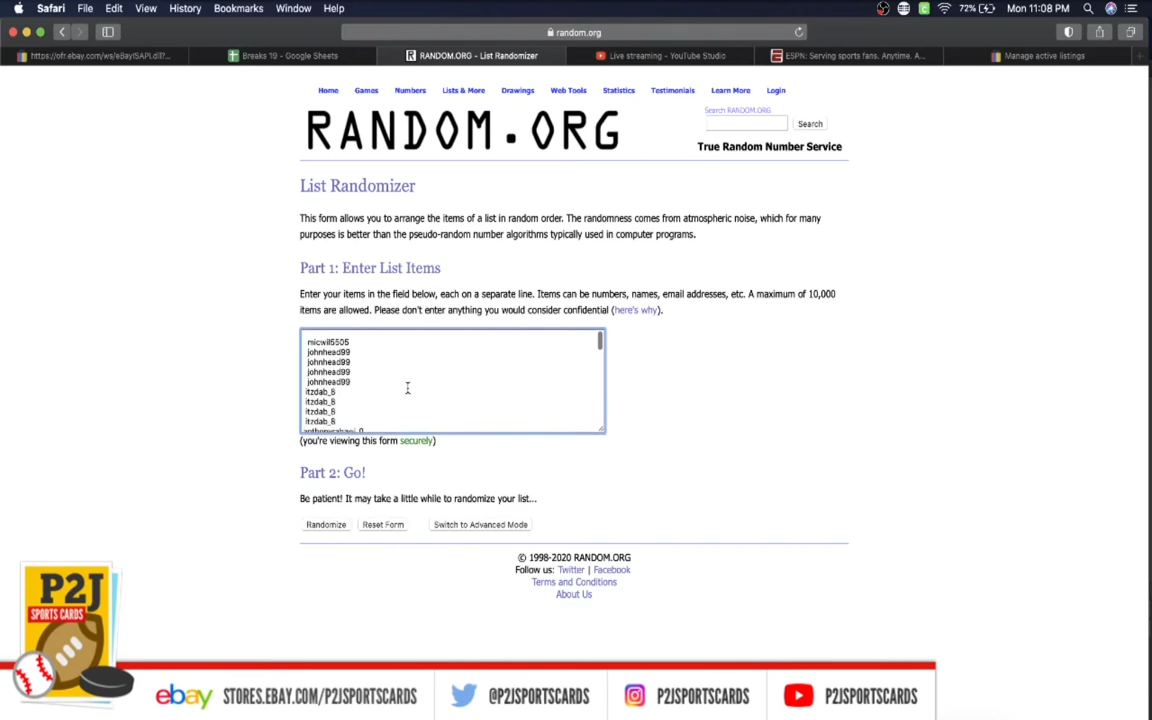 Safari File Edit View History Bookmarks Window Help
72% Mon 11:08 PM
random.org
https://ofr.ebay.com/ws/eBayISAPI.dll?...
Breaks 19 - Google Sheets
RANDOM.ORG - List Randomizer
Live streaming - YouTube Studio
ESPN: Serving sports fans. Anytime. A...
Manage active listings
Home Games Numbers Lists & More Drawings Web Tools Statistics Testimonials Learn More Login
RANDOM.ORG
Search RANDOM.ORG
Search
True Random Number Service
List Randomizer
This form allows you to arrange the items of a list in random order. The randomness comes from atmospheric noise, which for many
purposes is better than the pseudo-random number algorithms typically used in computer programs.
Part 1: Enter List Items
Enter your items in the field below, each on a separate line. Items can be numbers, names, email addresses, etc. A maximum of 10,000
items are allowed. Please don't enter anything you would consider confidential (here's why).
micwil5505
johnhead99
johnhead99
johnhead99
johnhead99
itzdab_8
itzdab_8
itzdab_8
itzdab_8
(you're viewing this form securely)
Part 2: Go!
Be patient! It may take a little while to randomize your list...
Randomize Reset Form Switch to Advanced Mode
© 1998-2020 RANDOM.ORG
Follow us: Twitter | Facebook
Terms and Conditions
About Us
P2J
SPORTS CARDS
ebay STORES.EBAY.COM/P2JSPORTSCARDS
@P2JSPORTSCARDS
P2JSPORTSCARDS
P2JSPORTSCARDS